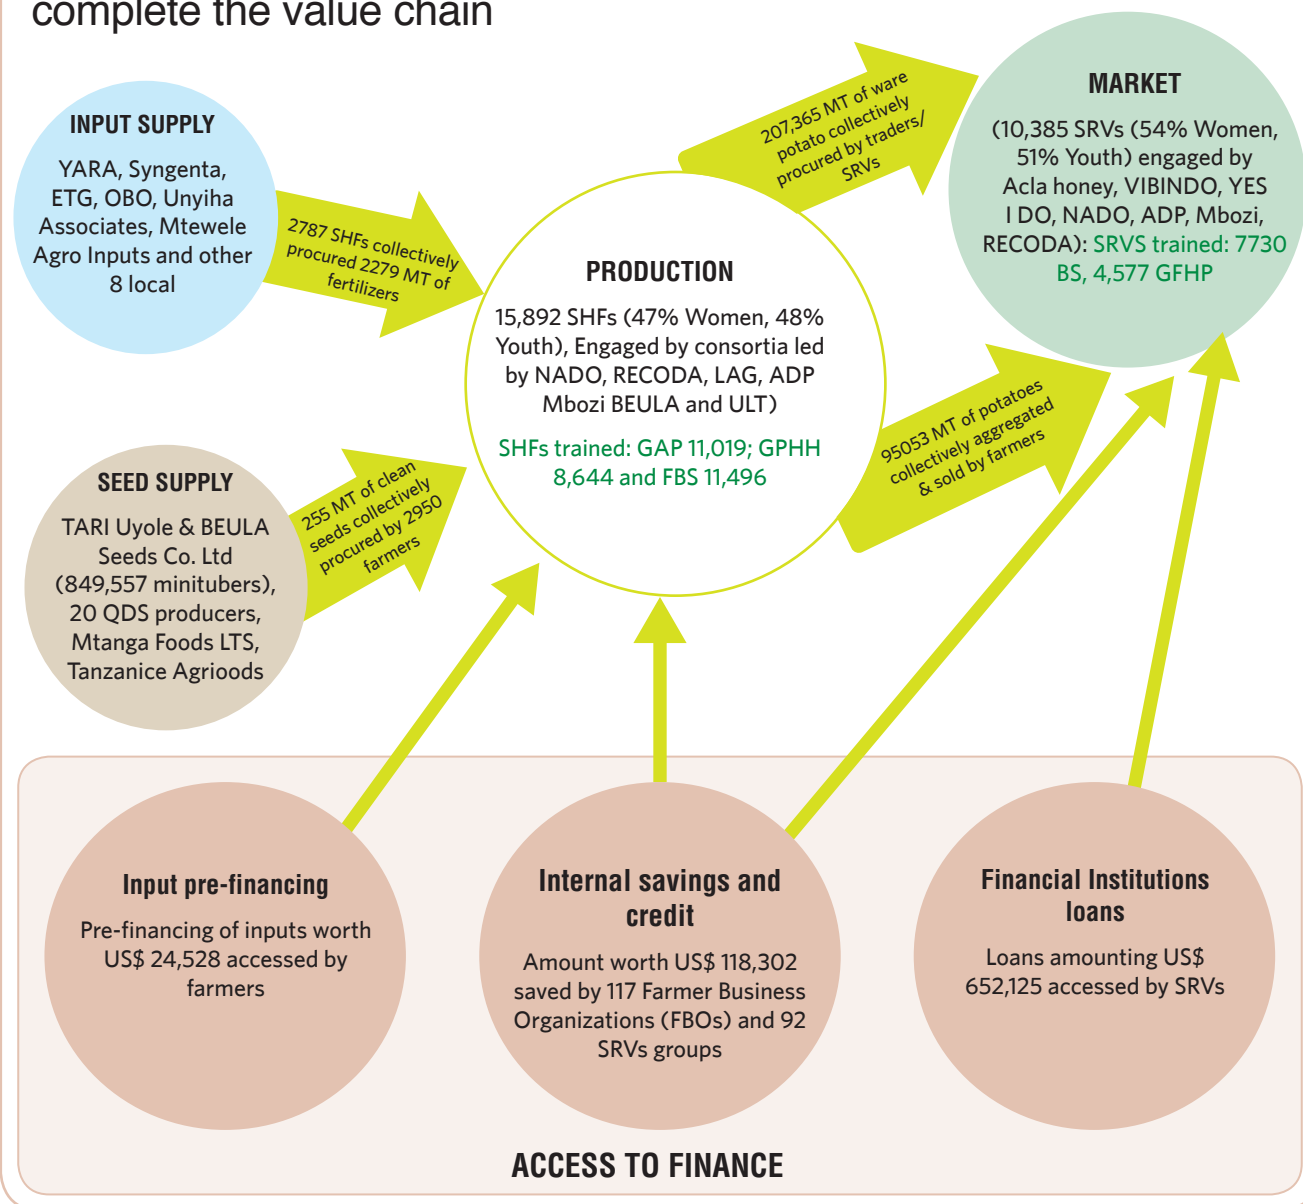 complete the value chain
INPUT SUPPLY
YARA, Syngenta,
ETG, OBO, Unyiha
Associates, Mtewele
Agro Inputs and other
8 local
2787 SHFs collectively
procured 2279 MT of
fertilizers
SEED SUPPLY
TARI Uyole & BEULA
Seeds Co. Ltd
(849,557 minitubers),
20 QDS producers,
Mtanga Foods LTS,
Tanzanice Agrioods
255 MT of clean
seeds collectively
procured by 2950
farmers
PRODUCTION
15,892 SHFs (47% Women, 48%
Youth), Engaged by consortia led
by NADO, RECODA, LAG, ADP
Mbozi BEULA and ULT)
SHFs trained: GAP 11,019; GPHH
8,644 and FBS 11,496
207,365 MT of ware
potato collectively
procured by traders/
SRVs
95053 MT of potatoes
collectively aggregated
& sold by farmers
MARKET
(10,385 SRVs (54% Women,
51% Youth) engaged by
Acla honey, VIBINDO, YES
I DO, NADO, ADP, Mbozi,
RECODA): SRVS trained: 7730
BS, 4,577 GFHP
Input pre-financing
Pre-financing of inputs worth
US$ 24,528 accessed by
farmers
Internal savings and
credit
Amount worth US$ 118,302
saved by 117 Farmer Business
Organizations (FBOs) and 92
SRVs groups
Financial Institutions
loans
Loans amounting US$
652,125 accessed by SRVs
ACCESS TO FINANCE